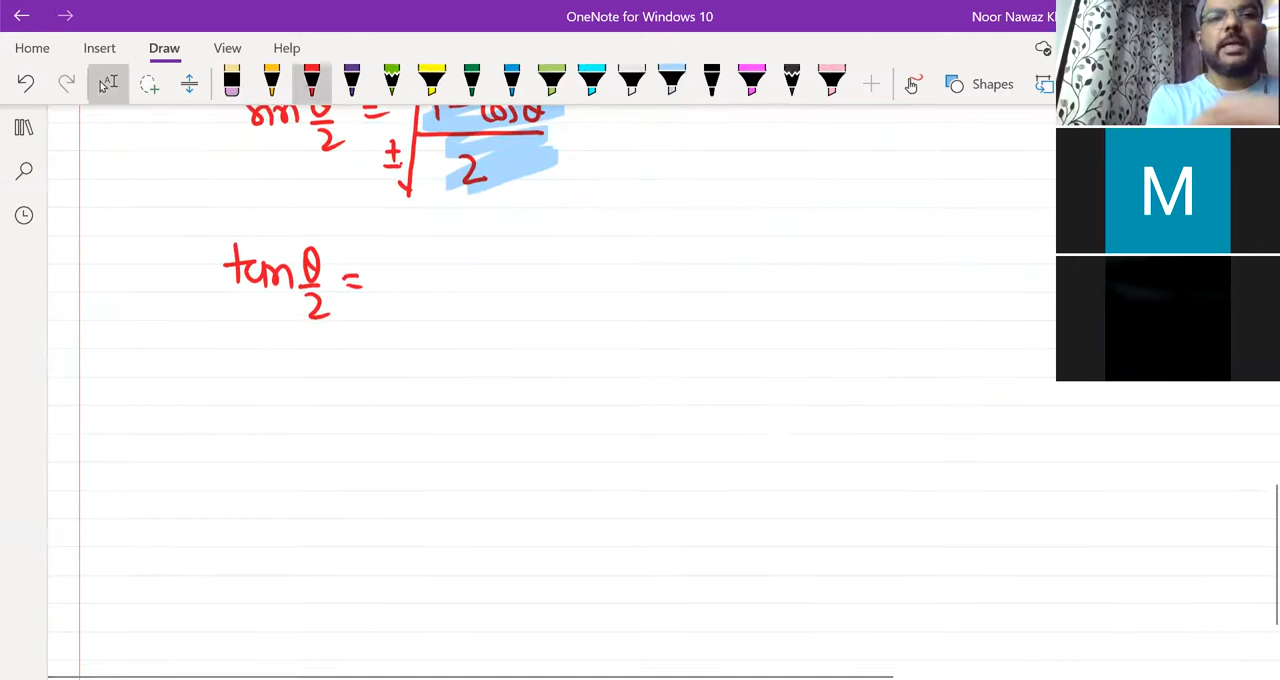 OneNote for Windows 10
Noor Nawaz Kh
Home Insert Draw View Help
Shapes
sin θ/2 = ± √(1 - cos θ / 2)
tan θ/2 =
M